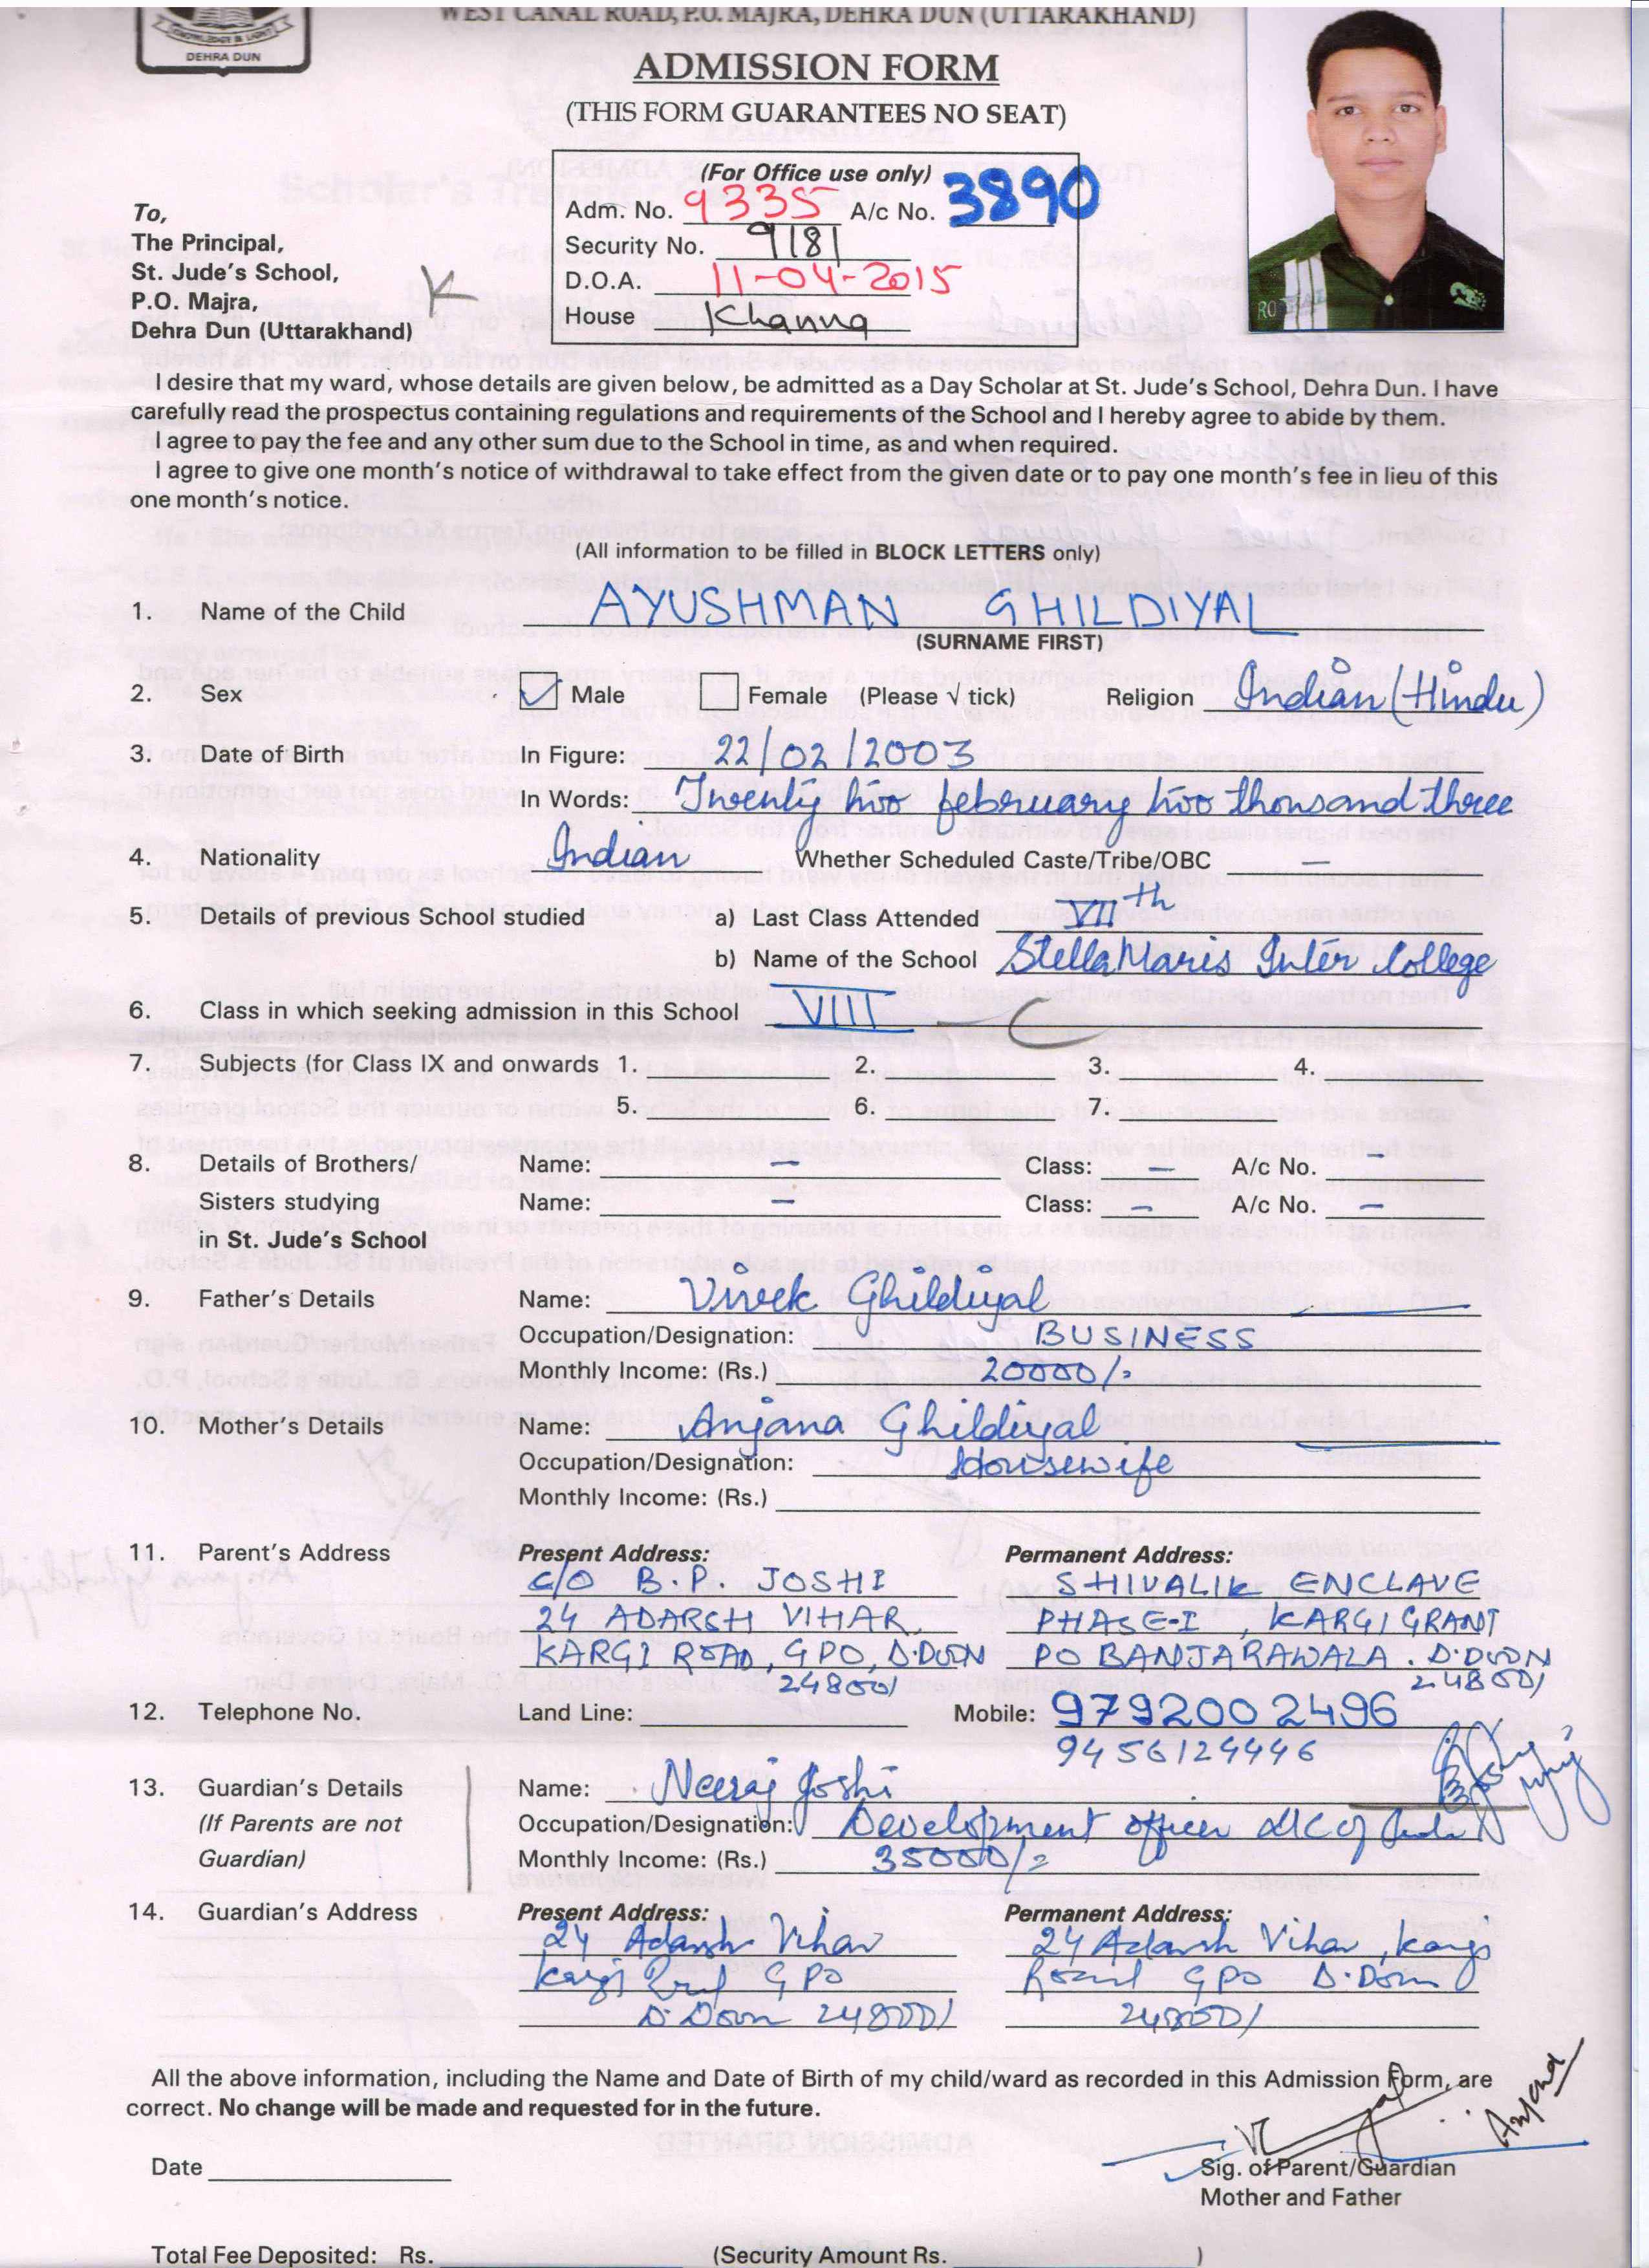 WEST CANAL ROAD, P.O. MAJRA, DEHRA DUN (UTTARAKHAND)
KNOWLEDGE IS LIGHT
DEHRA DUN
ADMISSION FORM
(THIS FORM GUARANTEES NO SEAT)
(For Office use only)
Adm. No. 9335 A/c No. 3890
Security No. 9181
D.O.A. 11-04-2015
House Khanna
To,
The Principal,
St. Jude's School,
P.O. Majra,
Dehra Dun (Uttarakhand)
I desire that my ward, whose details are given below, be admitted as a Day Scholar at St. Jude's School, Dehra Dun. I have
carefully read the prospectus containing regulations and requirements of the School and I hereby agree to abide by them.
I agree to pay the fee and any other sum due to the School in time, as and when required.
I agree to give one month's notice of withdrawal to take effect from the given date or to pay one month's fee in lieu of this
one month's notice.
(All information to be filled in BLOCK LETTERS only)
1. Name of the Child AYUSHMAN GHILDIYAL
(SURNAME FIRST)
2. Sex ✓ Male Female (Please √ tick) Religion Indian (Hindu)
3. Date of Birth In Figure: 22/02/2003
In Words: Twenty two february two thousand three
4. Nationality Indian Whether Scheduled Caste/Tribe/OBC —
5. Details of previous School studied a) Last Class Attended VIIth
b) Name of the School Stella Maris Inter College
6. Class in which seeking admission in this School VIII — C
7. Subjects (for Class IX and onwards 1. 2. 3. 4.
5. 6. 7.
8. Details of Brothers/ Name: — Class: — A/c No. —
Sisters studying Name: — Class: — A/c No. —
in St. Jude's School
9. Father's Details Name: Vivek Ghildiyal
Occupation/Designation: BUSINESS
Monthly Income: (Rs.) 20000/-
10. Mother's Details Name: Anjana Ghildiyal
Occupation/Designation: Housewife
Monthly Income: (Rs.)
11. Parent's Address Present Address: Permanent Address:
C/O B.P. JOSHI SHIVALIK ENCLAVE
24 ADARSH VIHAR, PHASE-I, KARGI GRANT
KARGI ROAD, GPO, D.DOON PO BANJARAWALA. D.DOON
248001 248001
12. Telephone No. Land Line: Mobile: 9792002496
9456124446
13. Guardian's Details Name: Neeraj Joshi
(If Parents are not Occupation/Designation: Development officer LIC of
Guardian) Monthly Income: (Rs.) 35000/-
14. Guardian's Address Present Address: Permanent Address:
24 Adarsh Vihar 24 Adarsh Vihar, Kargi
Kargi Road GPO Road GPO D.Doon
D.Doon 248001 248001
All the above information, including the Name and Date of Birth of my child/ward as recorded in this Admission Form, are
correct. No change will be made and requested for in the future.
Anjana
Date
Sig. of Parent/Guardian
Mother and Father
Total Fee Deposited: Rs. (Security Amount Rs. )